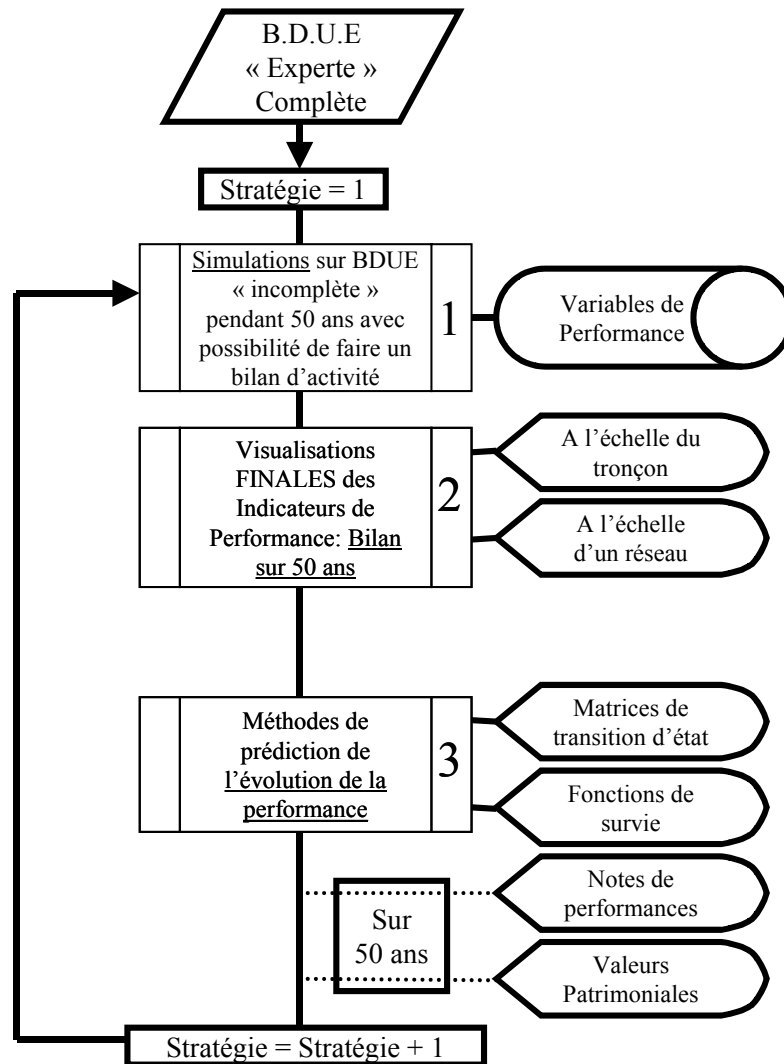 B.D.U.E
« Experte »
Complète
Stratégie = 1
Simulations sur BDUE
« incomplète »
pendant 50 ans avec
possibilité de faire un
bilan d’activité
1
Variables de
Performance
Visualisations
FINALES des
Indicateurs de
Performance: Bilan
sur 50 ans
2
A l’échelle du
tronçon
A l’échelle
d’un réseau
Méthodes de
prédiction de
l’évolution de la
performance
3
Matrices de
transition d’état
Fonctions de
survie
Sur
50 ans
Notes de
performances
Valeurs
Patrimoniales
Stratégie = Stratégie + 1